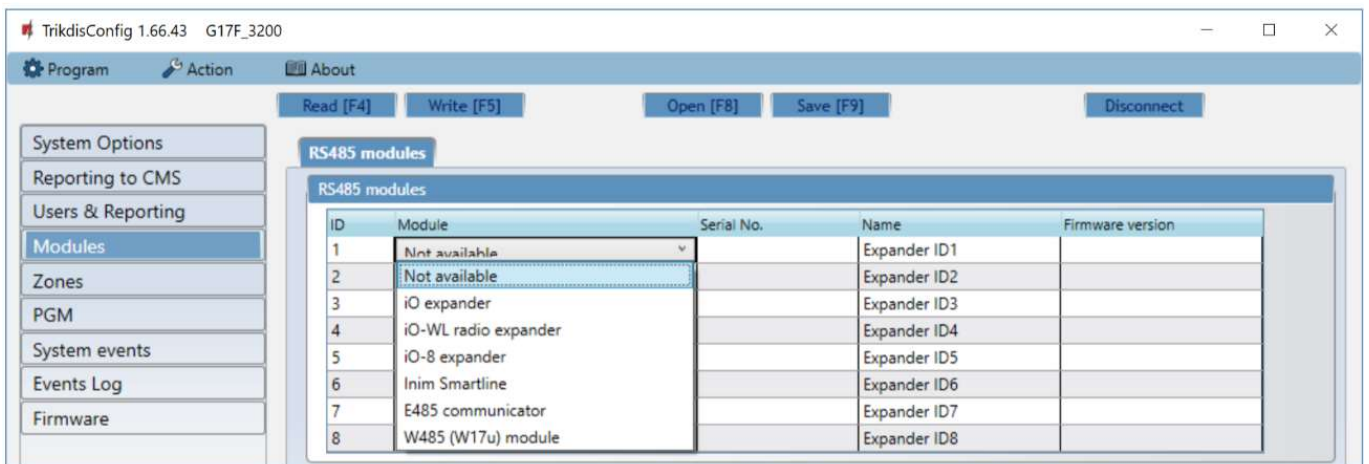 TrikdisConfig 1.66.43 G17F_3200
Program Action About
Read [F4] Write [F5] Open [F8] Save [F9] Disconnect
System Options
Reporting to CMS
Users & Reporting
Modules
Zones
PGM
System events
Events Log
Firmware
RS485 modules
RS485 modules
ID Module Serial No. Name Firmware version
1 Not available Expander ID1
2 Not available Expander ID2
3 iO expander Expander ID3
4 iO-WL radio expander Expander ID4
5 iO-8 expander Expander ID5
6 Inim Smartline Expander ID6
7 E485 communicator Expander ID7
8 W485 (W17u) module Expander ID8